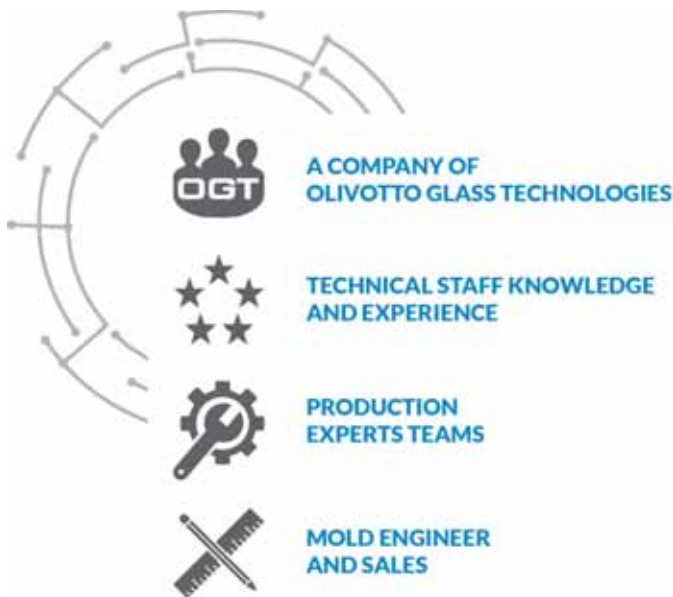 OGT
A COMPANY OF
OLIVOTTO GLASS TECHNOLOGIES
TECHNICAL STAFF KNOWLEDGE
AND EXPERIENCE
PRODUCTION
EXPERTS TEAMS
MOLD ENGINEER
AND SALES